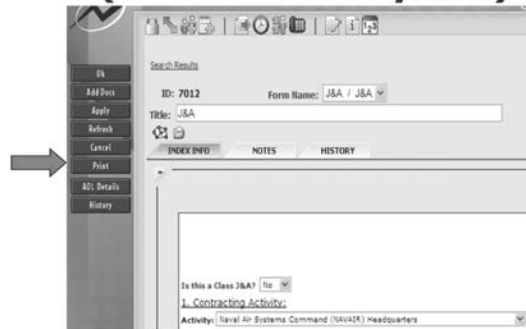 Search Results
Ok
Add Docs
Apply
Refresh
Cancel
Print
AOL Details
History
ID: 7012 Form Name: J&A / J&A
Title: J&A
INDEX INFO NOTES HISTORY
Is this a Class J&A? No
1. Contracting Activity:
Activity: Naval Air Systems Command (NAVAIR) Headquarters